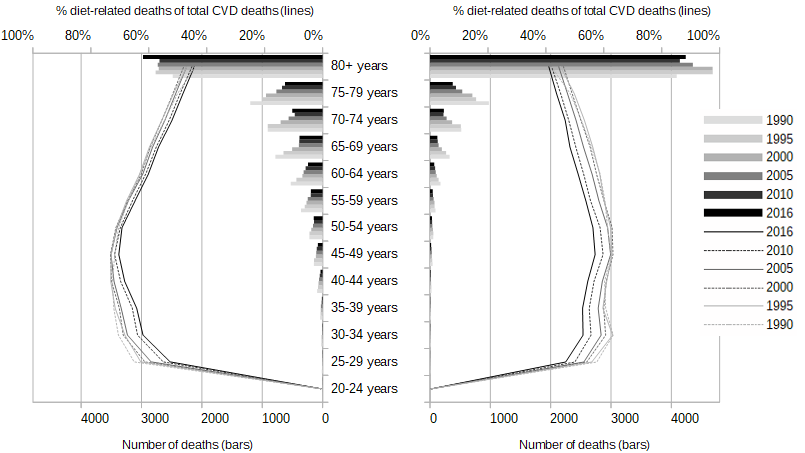 % diet-related deaths of total CVD deaths (lines)
% diet-related deaths of total CVD deaths (lines)
100% 80% 60% 40% 20% 0%
0% 20% 40% 60% 80% 100%
80+ years
75-79 years
70-74 years
65-69 years
60-64 years
55-59 years
50-54 years
45-49 years
40-44 years
35-39 years
30-34 years
25-29 years
20-24 years
1990
1995
2000
2005
2010
2016
2016
2010
2005
2000
1995
1990
4000 3000 2000 1000 0
0 1000 2000 3000 4000
Number of deaths (bars)
Number of deaths (bars)